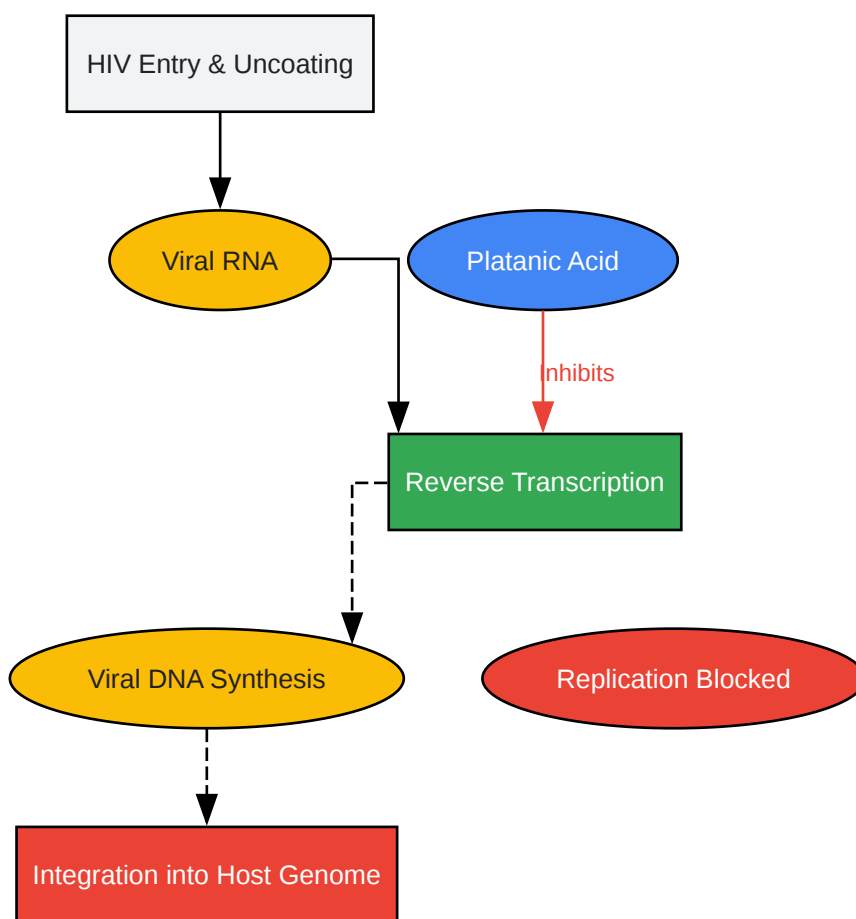 HIV Entry & Uncoating
Viral RNA
Platanic Acid
Inhibits
Reverse Transcription
Viral DNA Synthesis
Replication Blocked
Integration into Host Genome